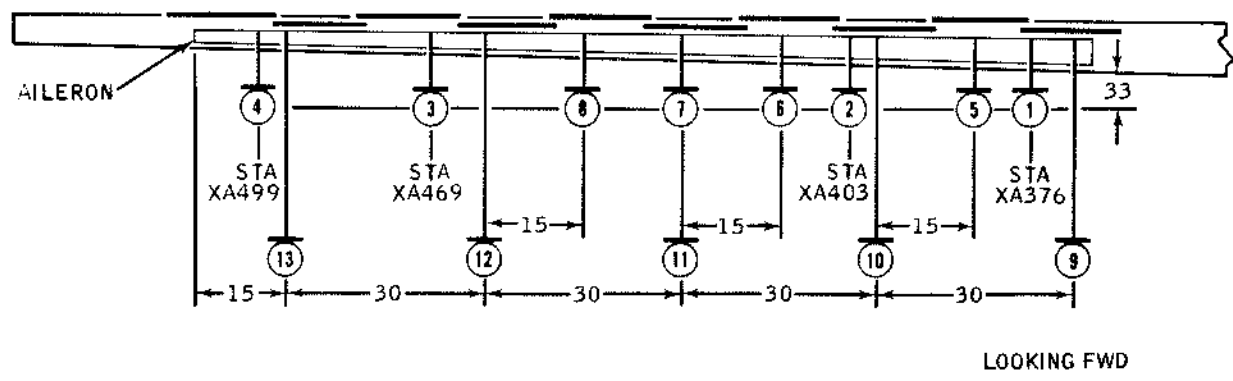 AILERON
33
4 3 8 7 6 2 5 1
STA STA STA STA
XA499 XA469 XA403 XA376
15 15 15
13 12 11 10 9
15 30 30 30 30
LOOKING FWD